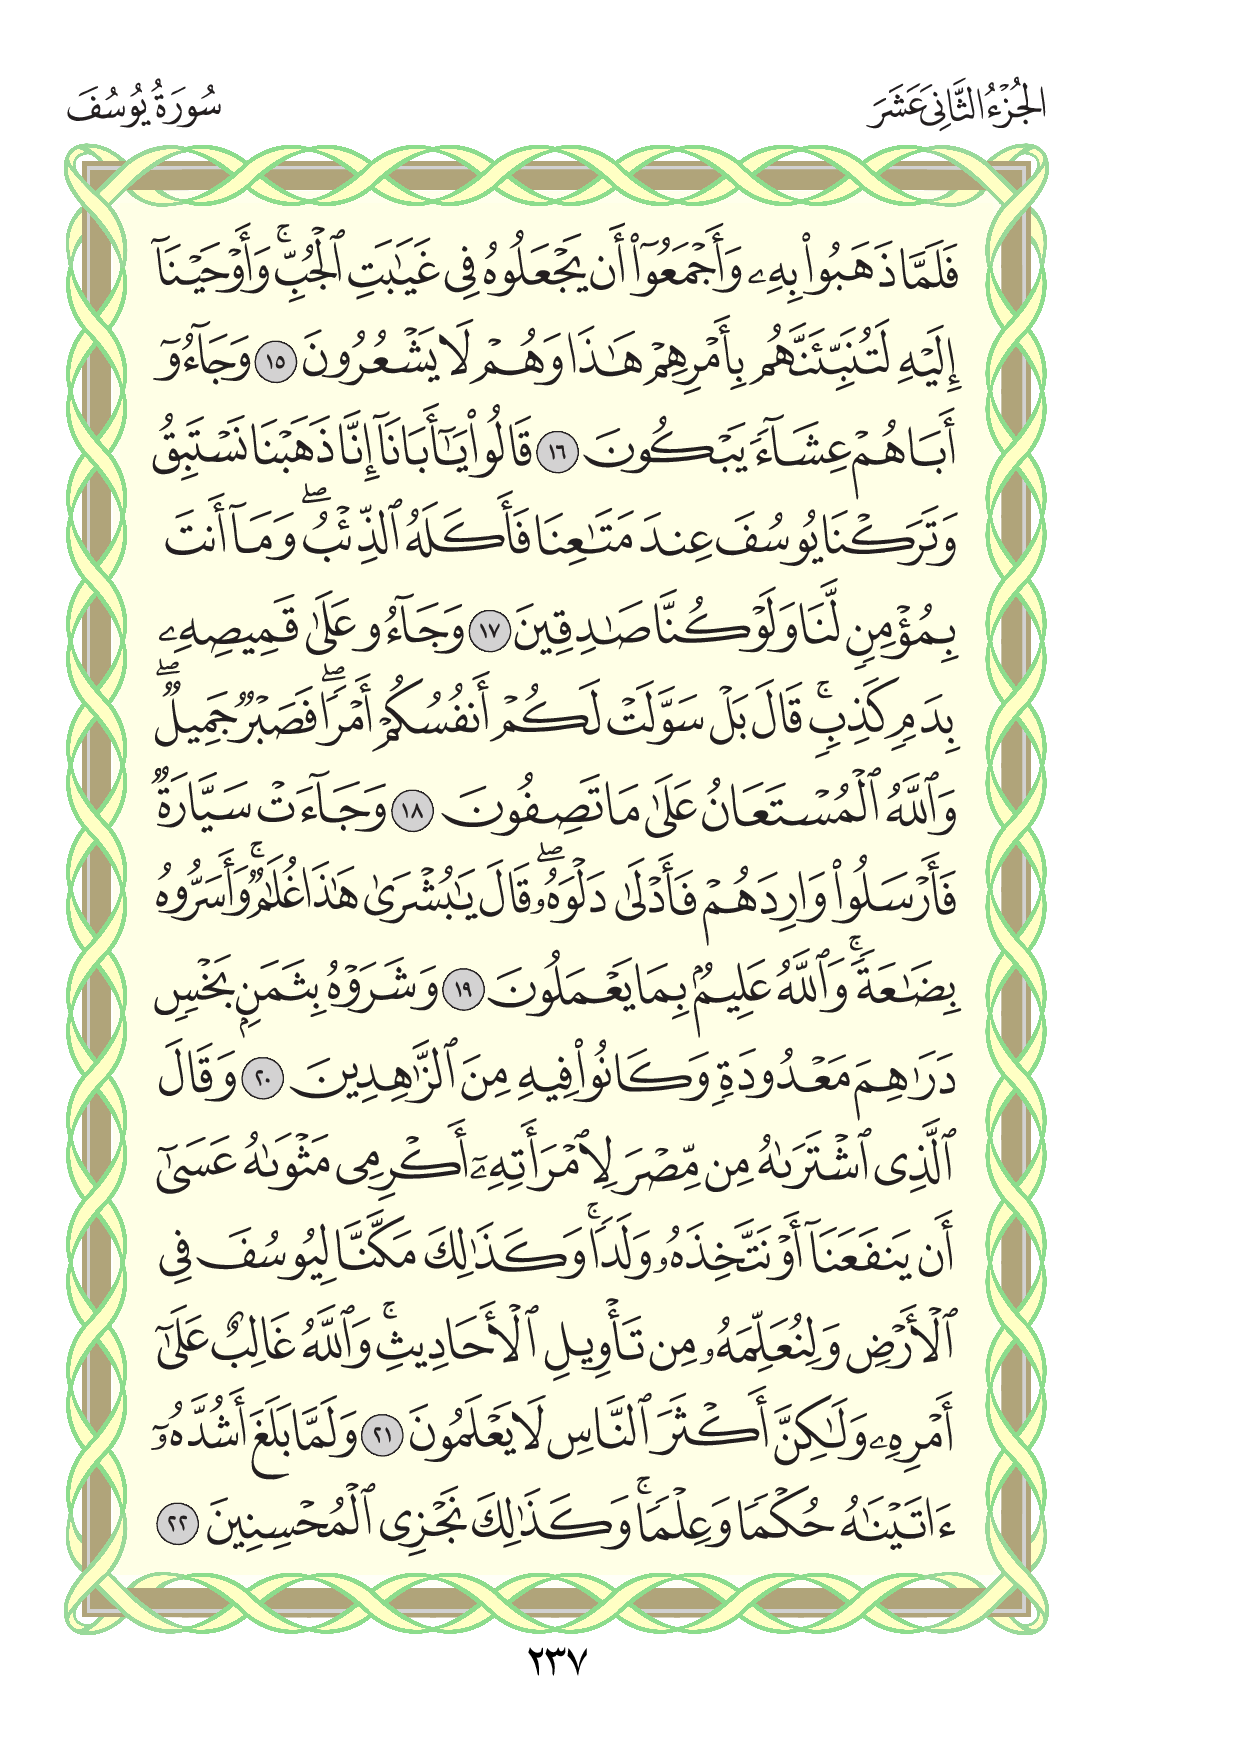 الجُزْءُ الثَّانِيَ عَشَرَ
سُورَةُ يُوسُفَ
فَلَمَّا ذَهَبُوا۟ بِهِۦ وَأَجْمَعُوٓا۟ أَن يَجْعَلُوهُ فِى غَيَٰبَتِ ٱلْجُبِّ ۚ وَأَوْحَيْنَآ
إِلَيْهِ لَتُنَبِّئَنَّهُم بِأَمْرِهِمْ هَٰذَا وَهُمْ لَا يَشْعُرُونَ ١٥ وَجَآءُوٓ
أَبَاهُمْ عِشَآءً يَبْكُونَ ١٦ قَالُوا۟ يَٰٓأَبَانَآ إِنَّا ذَهَبْنَا نَسْتَبِقُ
وَتَرَكْنَا يُوسُفَ عِندَ مَتَٰعِنَا فَأَكَلَهُ ٱلذِّئْبُ ۖ وَمَآ أَنتَ
بِمُؤْمِنٍ لَّنَا وَلَوْ كُنَّا صَٰدِقِينَ ١٧ وَجَآءُو عَلَىٰ قَمِيصِهِۦ
بِدَمٍ كَذِبٍ ۚ قَالَ بَلْ سَوَّلَتْ لَكُمْ أَنفُسُكُمْ أَمْرًا ۖ فَصَبْرٌ جَمِيلٌ ۖ
وَٱللَّهُ ٱلْمُسْتَعَانُ عَلَىٰ مَا تَصِفُونَ ١٨ وَجَآءَتْ سَيَّارَةٌ
فَأَرْسَلُوا۟ وَارِدَهُمْ فَأَدْلَىٰ دَلْوَهُۥ ۖ قَالَ يَٰبُشْرَىٰ هَٰذَا غُلَٰمٌ ۚ وَأَسَرُّوهُ
بِضَٰعَةً ۚ وَٱللَّهُ عَلِيمٌۢ بِمَا يَعْمَلُونَ ١٩ وَشَرَوْهُ بِثَمَنٍۭ بَخْسٍ
دَرَٰهِمَ مَعْدُودَةٍ وَكَانُوا۟ فِيهِ مِنَ ٱلزَّٰهِدِينَ ٢٠ وَقَالَ
ٱلَّذِى ٱشْتَرَىٰهُ مِن مِّصْرَ لِٱمْرَأَتِهِۦٓ أَكْرِمِى مَثْوَىٰهُ عَسَىٰٓ
أَن يَنفَعَنَآ أَوْ نَتَّخِذَهُۥ وَلَدًا ۚ وَكَذَٰلِكَ مَكَّنَّا لِيُوسُفَ فِى
ٱلْأَرْضِ وَلِنُعَلِّمَهُۥ مِن تَأْوِيلِ ٱلْأَحَادِيثِ ۚ وَٱللَّهُ غَالِبٌ عَلَىٰٓ
أَمْرِهِۦ وَلَٰكِنَّ أَكْثَرَ ٱلنَّاسِ لَا يَعْلَمُونَ ٢١ وَلَمَّا بَلَغَ أَشُدَّهُۥٓ
ءَاتَيْنَٰهُ حُكْمًا وَعِلْمًا ۚ وَكَذَٰلِكَ نَجْزِى ٱلْمُحْسِنِينَ ٢٢
٢٣٧